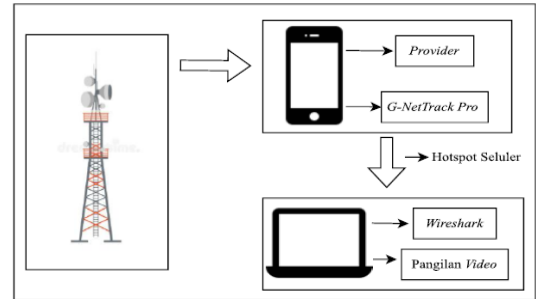 Provider
G-NetTrack Pro
Hotspot Seluler
Wireshark
Pangilan Video